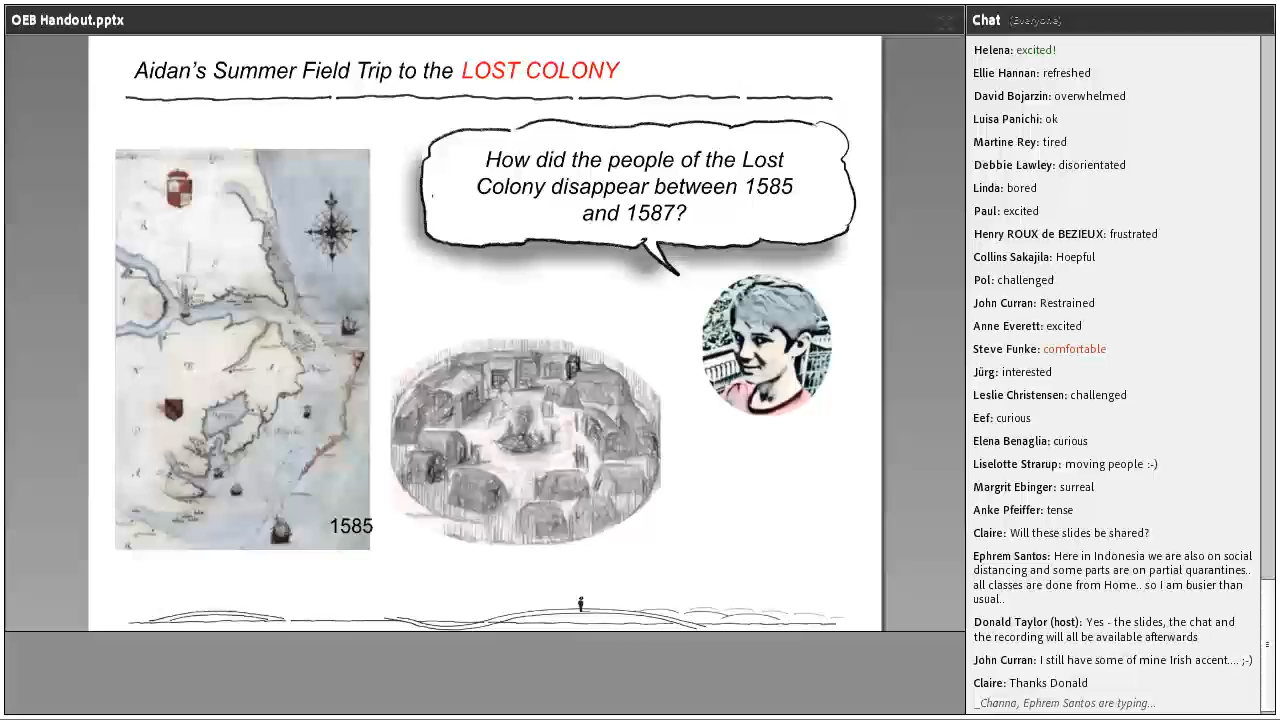 OEB Handout.pptx
Aidan's Summer Field Trip to the LOST COLONY
How did the people of the Lost
Colony disappear between 1585
and 1587?
1585
Chat (Everyone)
Helena: excited!
Ellie Hannan: refreshed
David Bojarzin: overwhelmed
Luisa Panichi: ok
Martine Rey: tired
Debbie Lawley: disorientated
Linda: bored
Paul: excited
Henry ROUX de BEZIEUX: frustrated
Collins Sakajila: Hoepful
Pol: challenged
John Curran: Restrained
Anne Everett: excited
Steve Funke: comfortable
Jürg: interested
Leslie Christensen: challenged
Eef: curious
Elena Benaglia: curious
Liselotte Strarup: moving people :-)
Margrit Ebinger: surreal
Anke Pfeiffer: tense
Claire: Will these slides be shared?
Ephrem Santos: Here in Indonesia we are also on social
distancing and some parts are on partial quarantines..
all classes are done from Home.. so I am busier than
usual..
Donald Taylor (host): Yes - the slides, the chat and
the recording will all be available afterwards
John Curran: I still have some of mine Irish accent.... ;-)
Claire: Thanks Donald
_Channa, Ephrem Santos are typing...